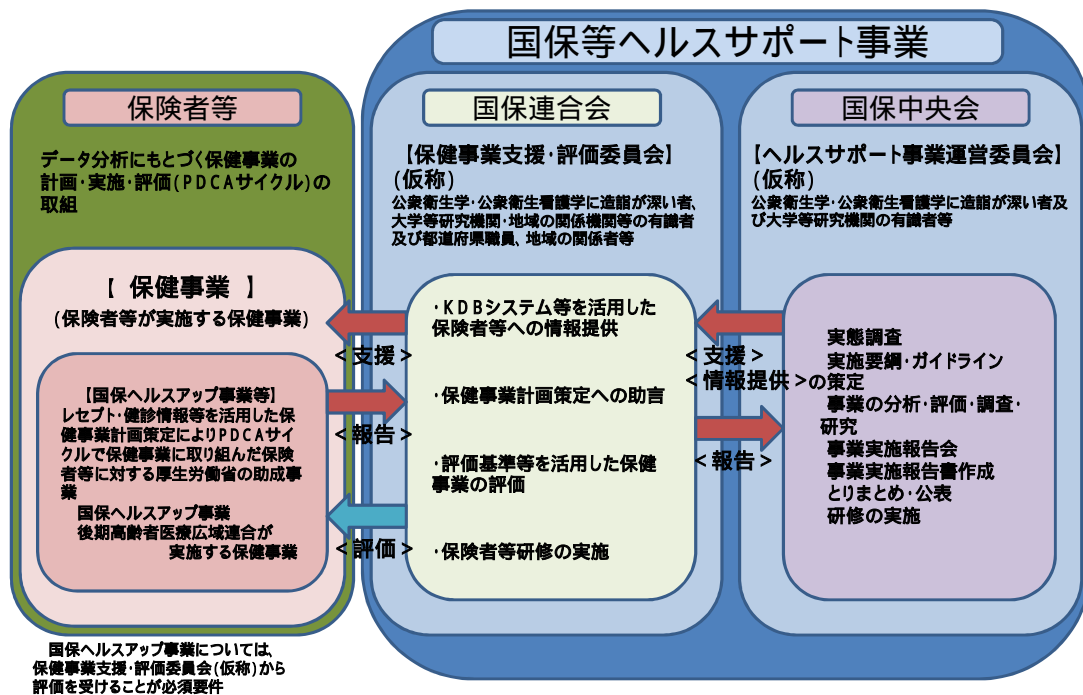 国保等ヘルスサポート事業
保険者等
データ分析にもとづく保健事業の
計画・実施・評価(PDCAサイクル)の
取組
【 保健事業 】
(保険者等が実施する保健事業)
【国保ヘルスアップ事業等】
レセプト・健診情報等を活用した保
健事業計画策定によりPDCAサイ
クルで保健事業に取り組んだ保険
者等に対する厚生労働省の助成事
業
国保ヘルスアップ事業
後期高齢者医療広域連合が
実施する保健事業
国保ヘルスアップ事業については、
保健事業支援・評価委員会(仮称)から
評価を受けることが必須要件
<支援>
<報告>
<評価>
国保連合会
【保健事業支援・評価委員会】
(仮称)
公衆衛生学・公衆衛生看護学に造詣が深い者、
大学等研究機関・地域の関係機関等の有識者
及び都道府県職員、地域の関係者等
・KDBシステム等を活用した
保険者等への情報提供
・保健事業計画策定への助言
・評価基準等を活用した保健
事業の評価
・保険者等研修の実施
<支援>
<情報提供>
<報告>
国保中央会
【ヘルスサポート事業運営委員会】
(仮称)
公衆衛生学・公衆衛生看護学に造詣が深い者及
び大学等研究機関の有識者等
実態調査
実施要綱・ガイドライン
の策定
事業の分析・評価・調査・
研究
事業実施報告会
事業実施報告書作成
とりまとめ・公表
研修の実施